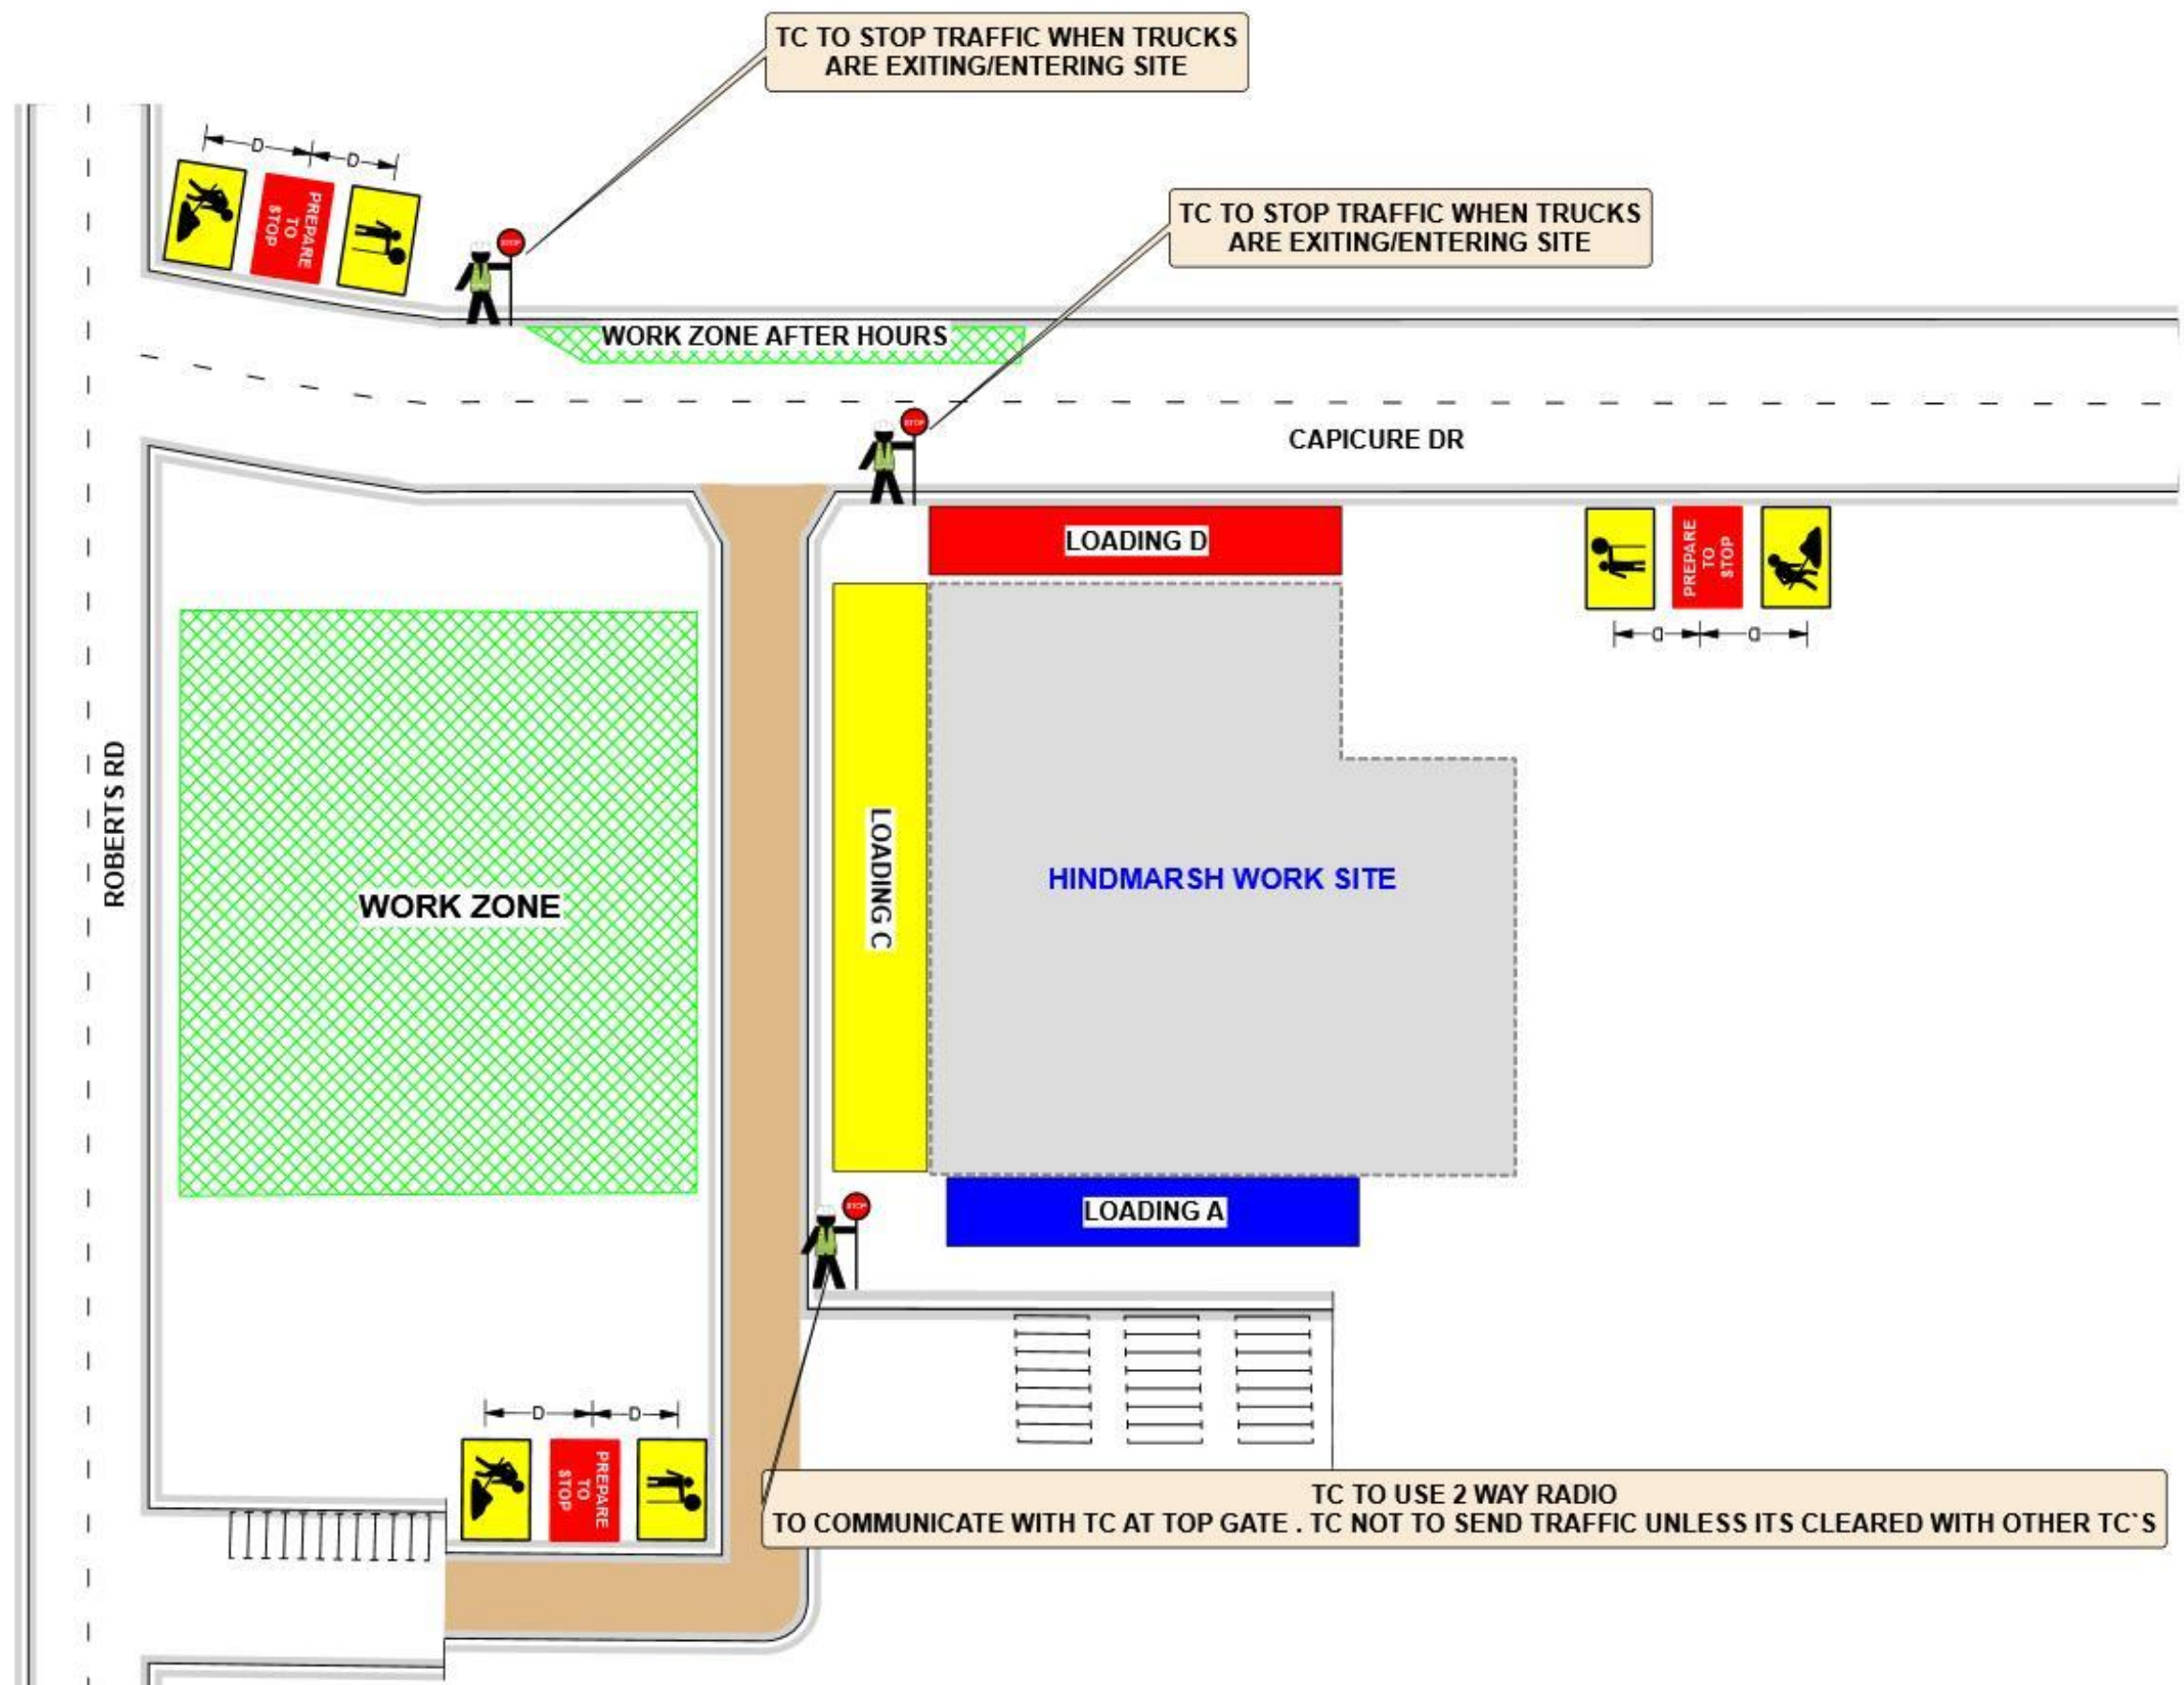 TC TO STOP TRAFFIC WHEN TRUCKS
ARE EXITING/ENTERING SITE
D
D
PREPARE
TO
STOP
STOP
TC TO STOP TRAFFIC WHEN TRUCKS
ARE EXITING/ENTERING SITE
WORK ZONE AFTER HOURS
STOP
CAPICURE DR
LOADING D
PREPARE
TO
STOP
D
D
ROBERTS RD
WORK ZONE
LOADING C
HINDMARSH WORK SITE
STOP
LOADING A
D
D
PREPARE
TO
STOP
TC TO USE 2 WAY RADIO
TO COMMUNICATE WITH TC AT TOP GATE . TC NOT TO SEND TRAFFIC UNLESS ITS CLEARED WITH OTHER TC`S